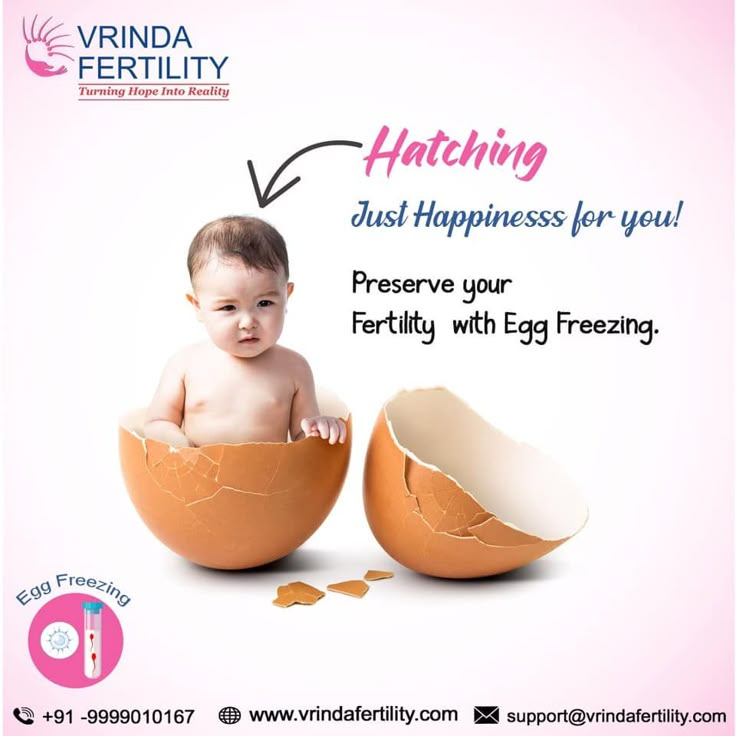 VRINDA
FERTILITY
Turning Hope Into Reality
Hatching
Just Happinesss for you!
Preserve your
Fertility with Egg Freezing.
Egg Freezing
+91 -9999010167 www.vrindafertility.com support@vrindafertility.com